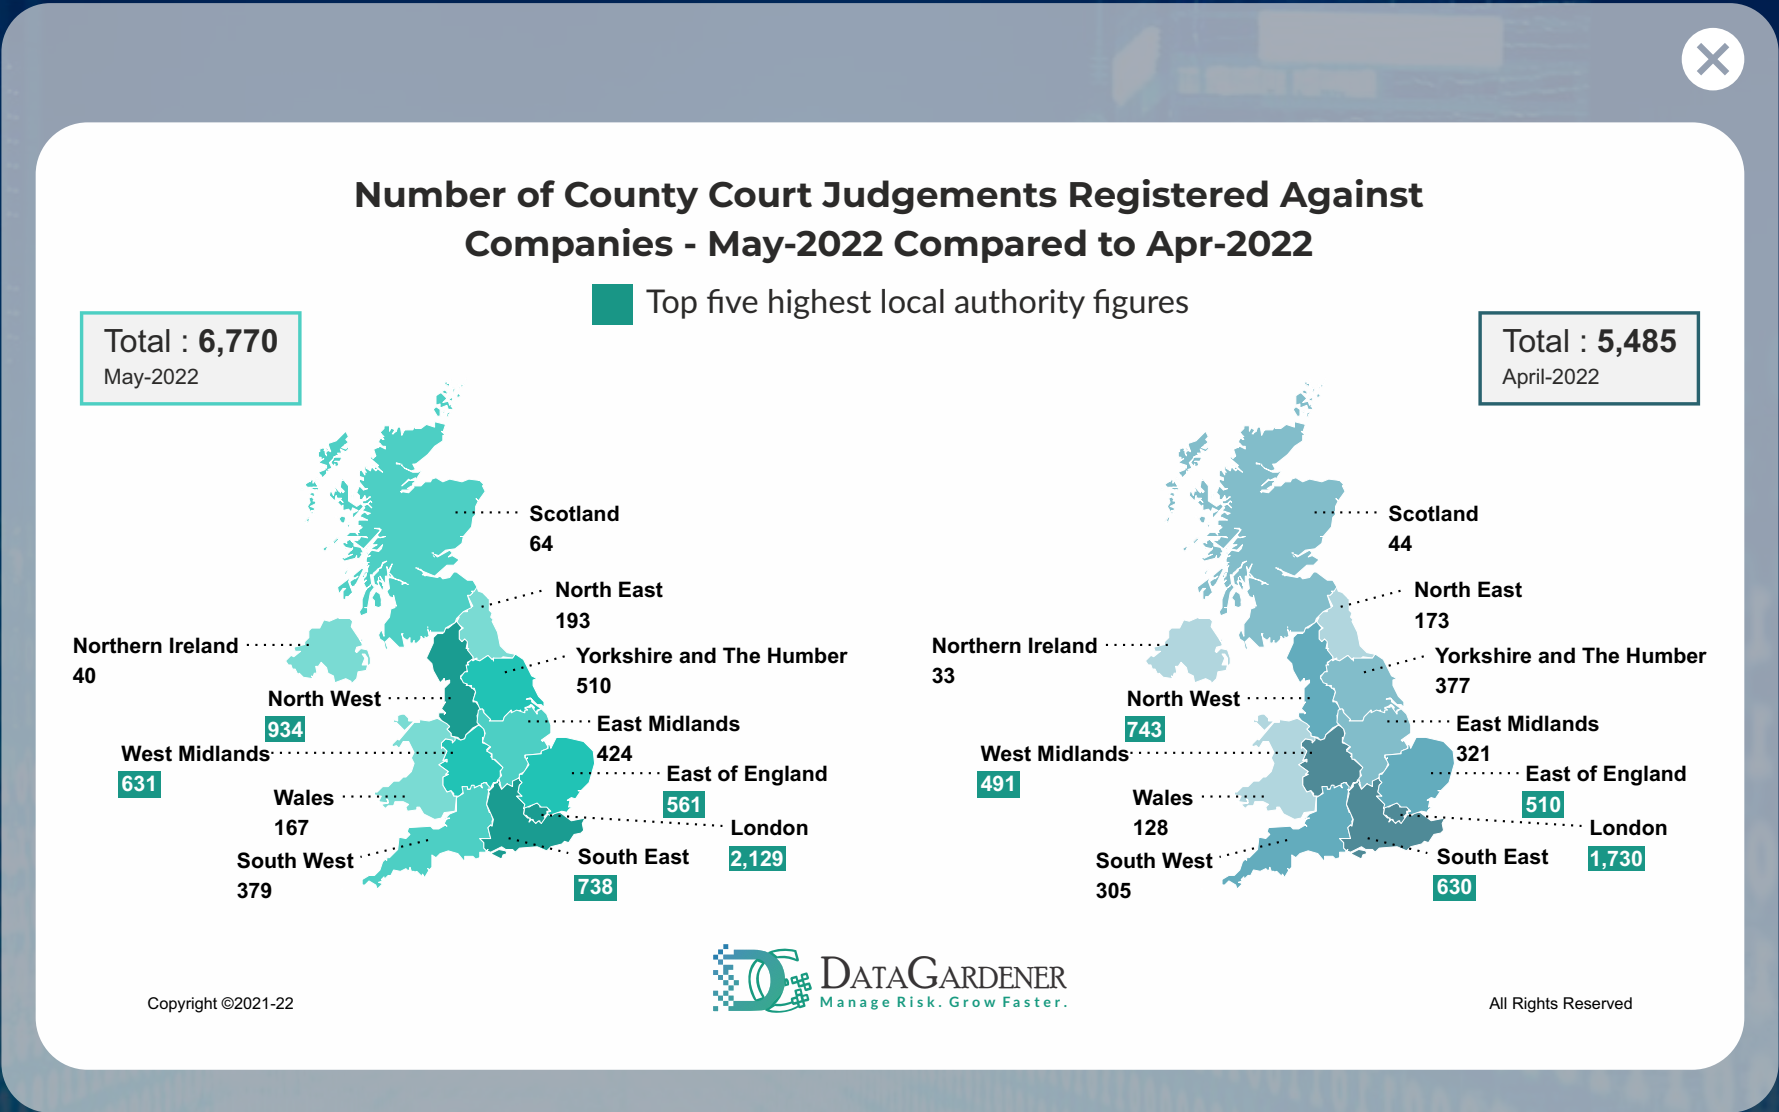 Number of County Court Judgements Registered Against
Companies - May-2022 Compared to Apr-2022
Top five highest local authority figures
Total : 6,770
May-2022
Total : 5,485
April-2022
Scotland
64
North East
193
Northern Ireland
40
Yorkshire and The Humber
510
North West
934
East Midlands
424
West Midlands
631
East of England
561
Wales
167
London
2,129
South West
379
South East
738
Scotland
44
North East
173
Northern Ireland
33
Yorkshire and The Humber
377
North West
743
East Midlands
321
West Midlands
491
East of England
510
Wales
128
London
1,730
South West
305
South East
630
DATAGARDENER
Manage Risk. Grow Faster.
Copyright ©2021-22
All Rights Reserved